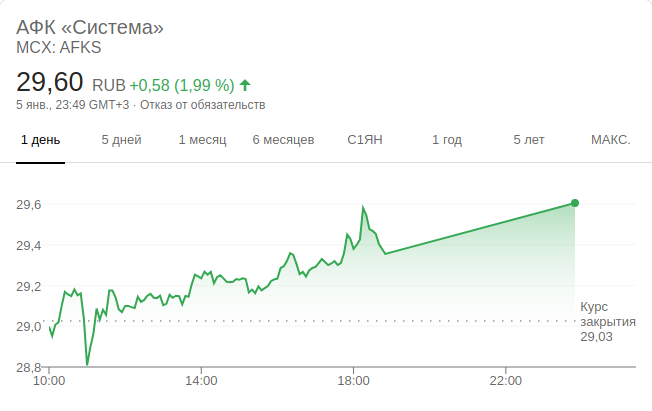 АФК «Система»
MCX: AFKS
29,60 RUB +0,58 (1,99 %)
5 янв., 23:49 GMT+3 · Отказ от обязательств
1 день 5 дней 1 месяц 6 месяцев С1ЯН 1 год 5 лет МАКС.
29,6
29,4
29,2
29,0
28,8
Курс
закрытия
29,03
10:00 14:00 18:00 22:00